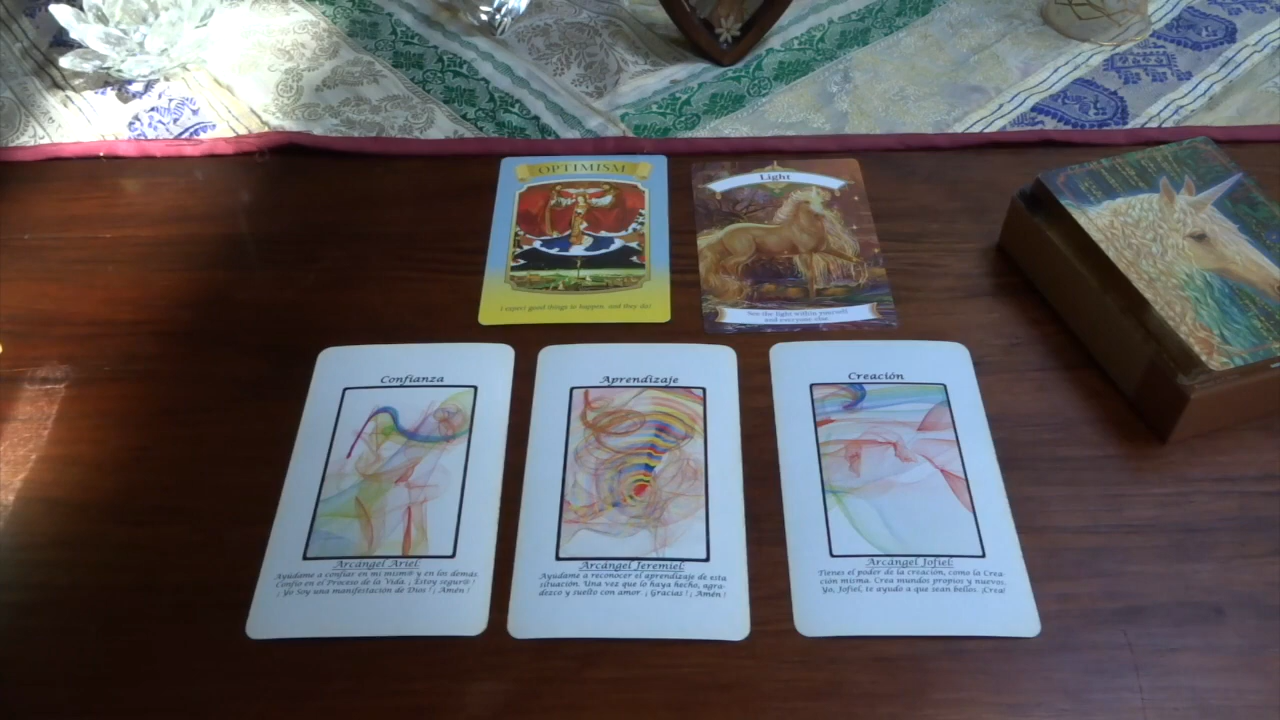 OPTIMISM
I expect good things to happen, and they do!
Light
See the light within yourself
and everyone else.
Confianza
Arcángel Ariel:
Ayúdame a confiar en mi mism@ y en los demás.
Confío en el Proceso de la Vida. ¡ Estoy segur@ !
¡ Yo Soy una manifestación de Dios ! ¡ Amén !
Aprendizaje
Arcángel Jeremiel:
Ayúdame a reconocer el aprendizaje de esta
situación. Una vez que lo haya hecho, agra-
dezco y suelto con amor. ¡ Gracias ! ¡ Amén !
Creación
Arcángel Jofiel:
Tienes el poder de la creación, como la Crea-
ción misma. Crea mundos propios y nuevos.
Yo, Jofiel, te ayudo a que sean bellos. ¡Crea!